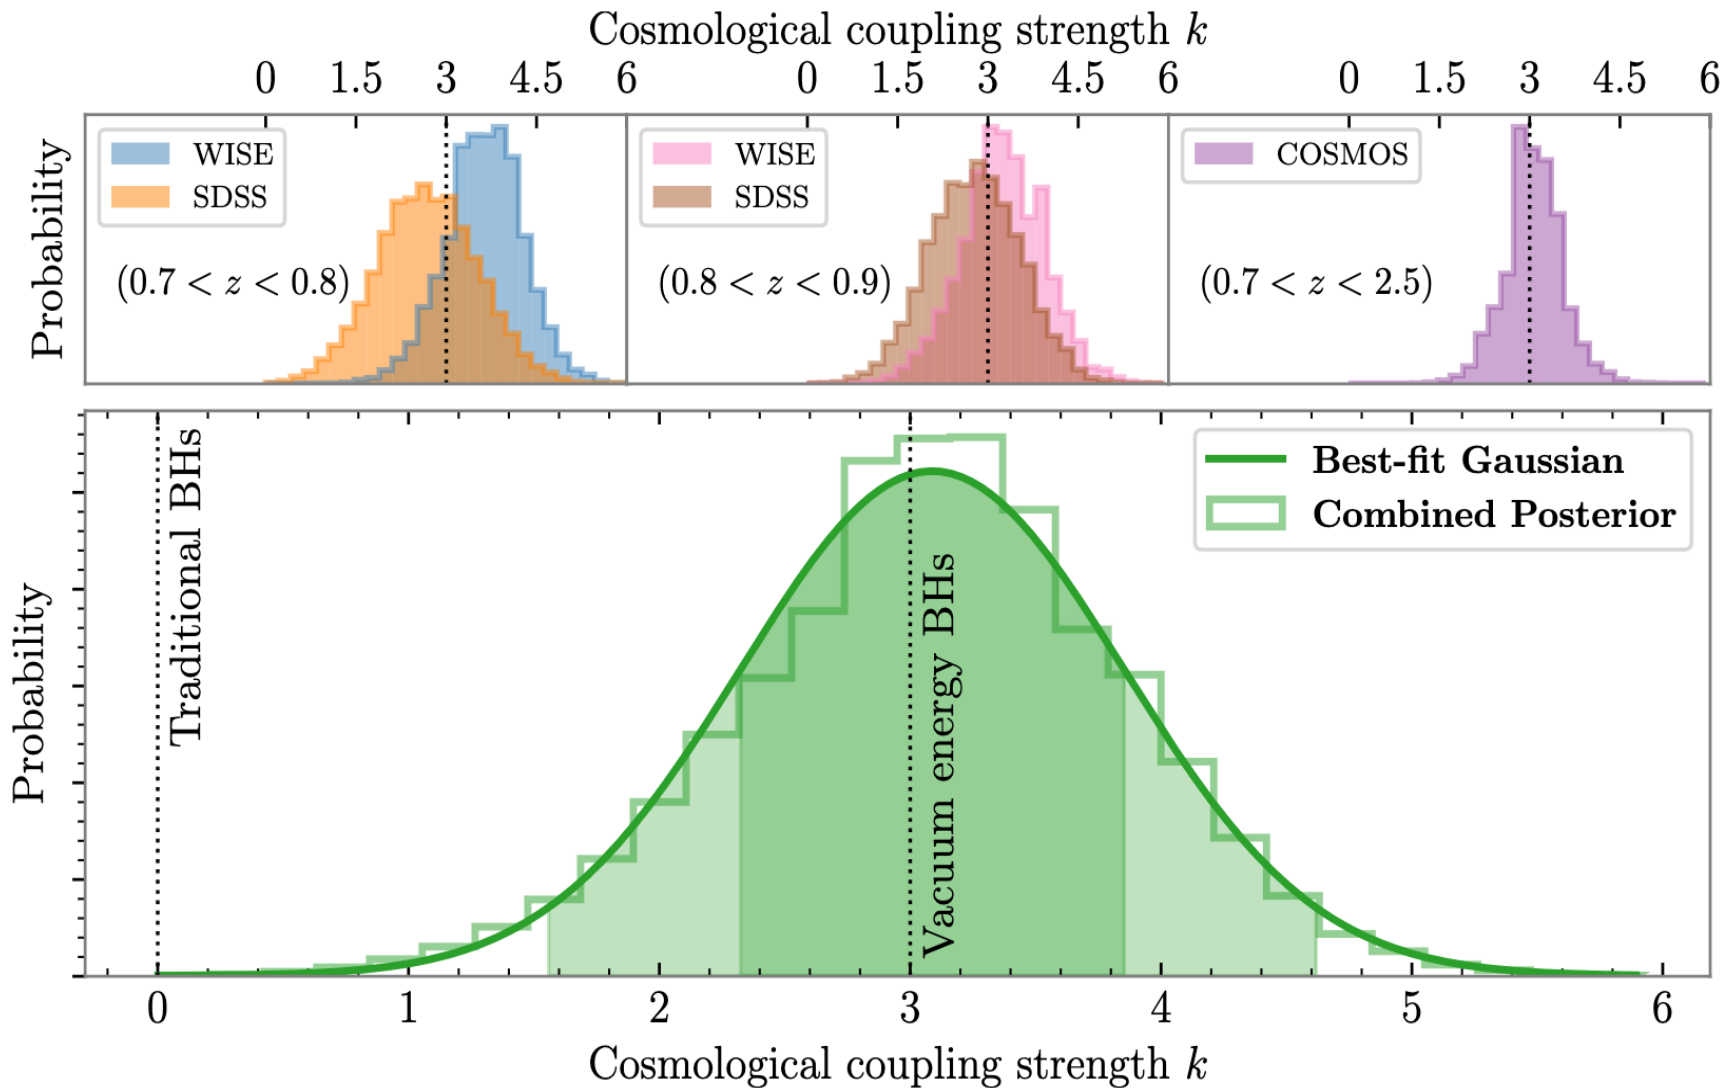 Cosmological coupling strength k
0 1.5 3 4.5 6 0 1.5 3 4.5 6 0 1.5 3 4.5 6
Probability
WISE
SDSS
(0.7 < z < 0.8)
WISE
SDSS
(0.8 < z < 0.9)
COSMOS
(0.7 < z < 2.5)
Probability
Traditional BHs
Vacuum energy BHs
Best-fit Gaussian
Combined Posterior
0 1 2 3 4 5 6
Cosmological coupling strength k